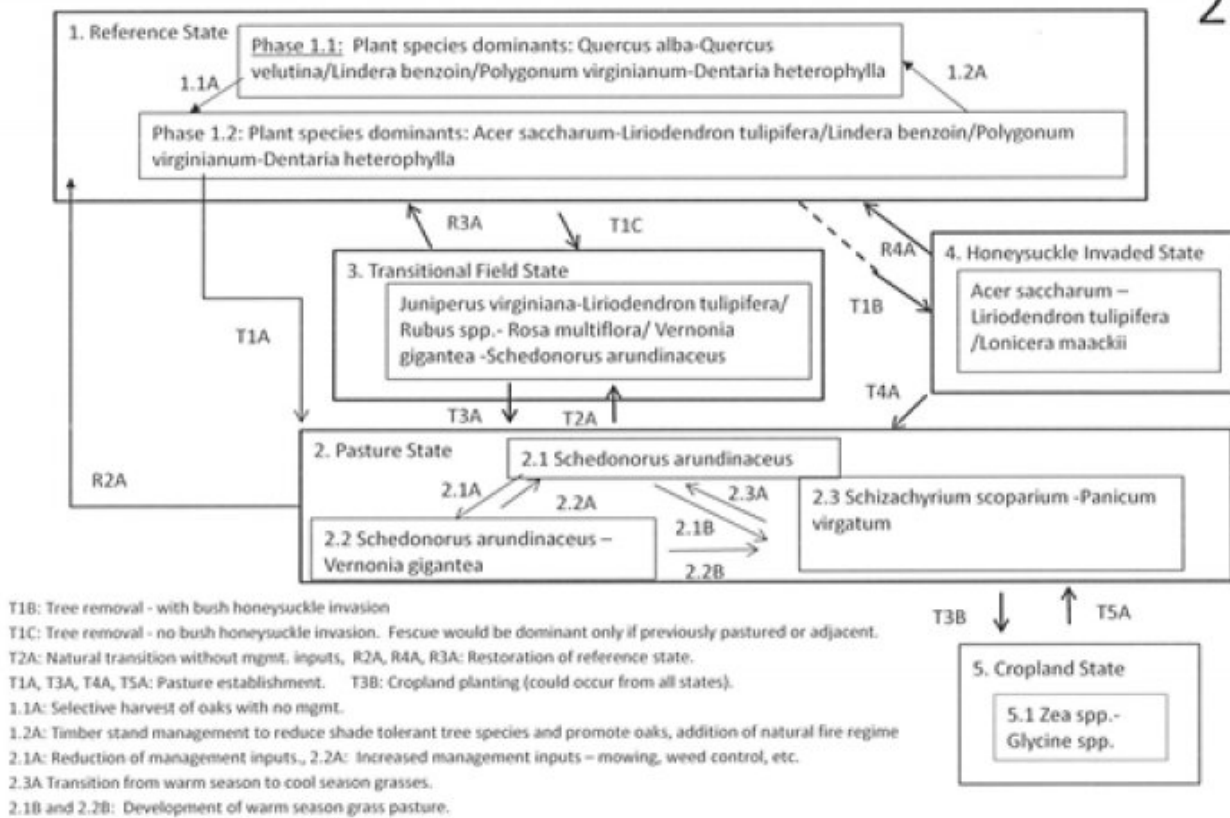 2
1. Reference State
Phase 1.1: Plant species dominants: Quercus alba-Quercus
velutina/Lindera benzoin/Polygonum virginianum-Dentaria heterophylla
1.1A
1.2A
Phase 1.2: Plant species dominants: Acer saccharum-Liriodendron tulipifera/Lindera benzoin/Polygonum
virginianum-Dentaria heterophylla
R3A
T1C
R4A
T1B
T1A
3. Transitional Field State
Juniperus virginiana-Liriodendron tulipifera/
Rubus spp.- Rosa multiflora/ Vernonia
gigantea -Schedonorus arundinaceus
4. Honeysuckle Invaded State
Acer saccharum –
Liriodendron tulipifera
/Lonicera maackii
T3A
T2A
T4A
R2A
2. Pasture State
2.1 Schedonorus arundinaceus
2.1A
2.2A
2.3A
2.1B
2.2B
2.3 Schizachyrium scoparium -Panicum
virgatum
2.2 Schedonorus arundinaceus –
Vernonia gigantea
T3B
T5A
5. Cropland State
5.1 Zea spp.-
Glycine spp.
T1B: Tree removal - with bush honeysuckle invasion
T1C: Tree removal - no bush honeysuckle invasion. Fescue would be dominant only if previously pastured or adjacent.
T2A: Natural transition without mgmt. inputs, R2A, R4A, R3A: Restoration of reference state.
T1A, T3A, T4A, T5A: Pasture establishment. T3B: Cropland planting (could occur from all states).
1.1A: Selective harvest of oaks with no mgmt.
1.2A: Timber stand management to reduce shade tolerant tree species and promote oaks, addition of natural fire regime
2.1A: Reduction of management inputs., 2.2A: Increased management inputs – mowing, weed control, etc.
2.3A Transition from warm season to cool season grasses.
2.1B and 2.2B: Development of warm season grass pasture.